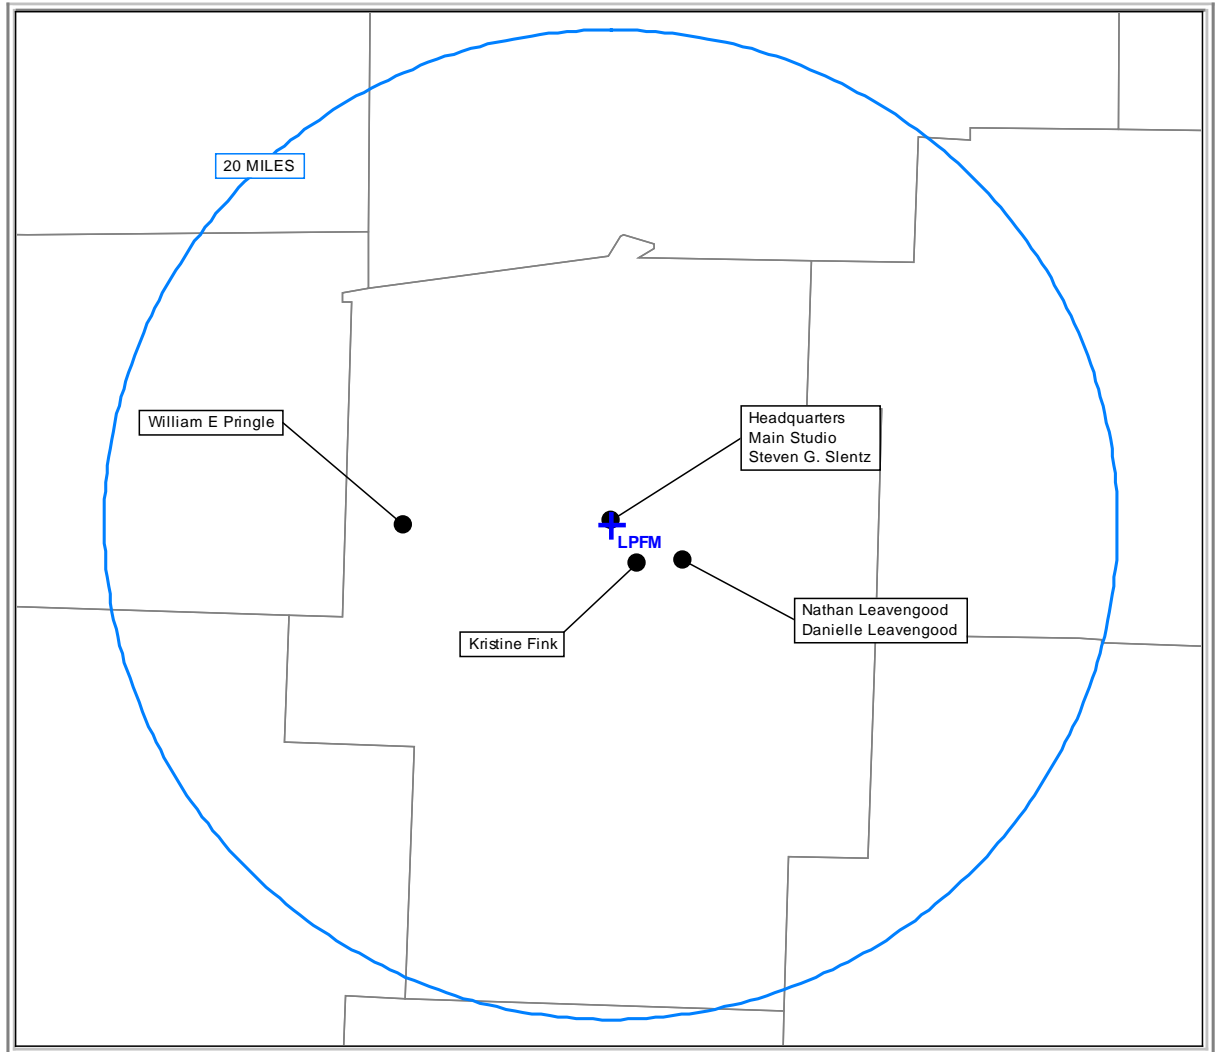 20 MILES
William E Pringle
Headquarters
Main Studio
Steven G. Slentz
LPFM
Nathan Leavengood
Danielle Leavengood
Kristine Fink